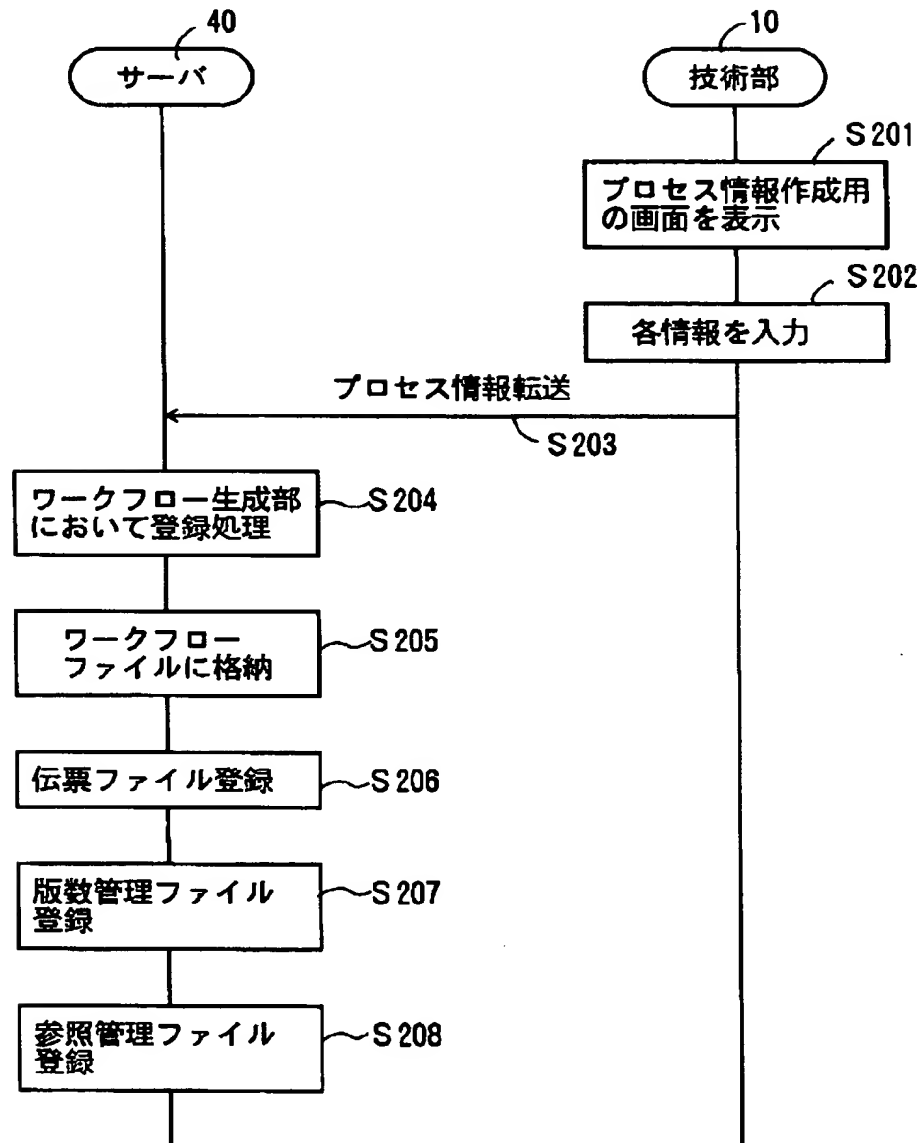 40
サーバ
10
技術部
S201
プロセス情報作成用
の画面を表示
S202
各情報を入力
プロセス情報転送
S203
ワークフロー生成部
において登録処理
S204
ワークフロー
ファイルに格納
S205
伝票ファイル登録
S206
版数管理ファイル
登録
S207
参照管理ファイル
登録
S208